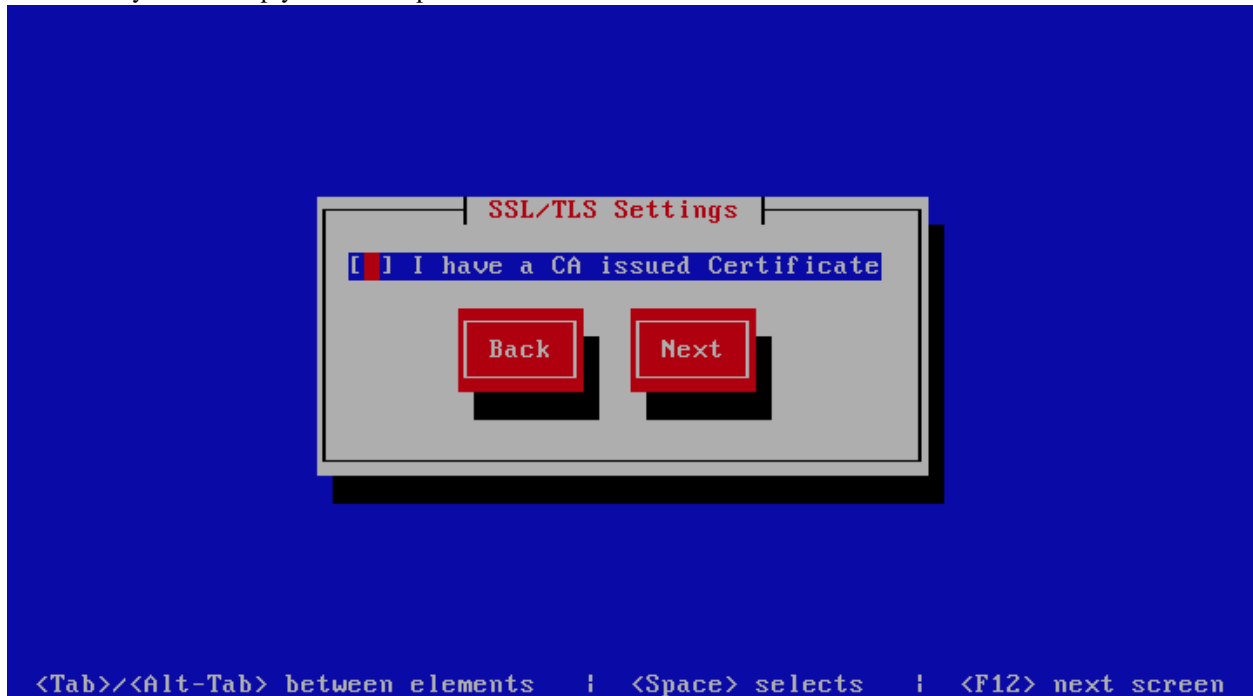 SSL/TLS Settings
[ ] I have a CA issued Certificate
Back Next
<Tab>/<Alt-Tab> between elements | <Space> selects | <F12> next screen